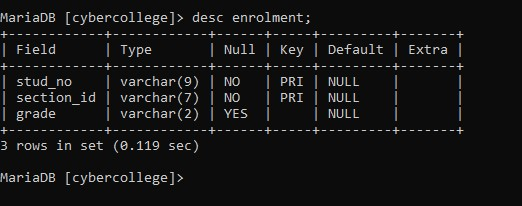 MariaDB [cybercollege]> desc enrolment;
+------------+------------+------+-----+---------+-------+
| Field      | Type       | Null | Key | Default | Extra |
+------------+------------+------+-----+---------+-------+
| stud_no    | varchar(9) | NO   | PRI | NULL    |       |
| section_id | varchar(7) | NO   | PRI | NULL    |       |
| grade      | varchar(2) | YES  |     | NULL    |       |
+------------+------------+------+-----+---------+-------+
3 rows in set (0.119 sec)

MariaDB [cybercollege]>